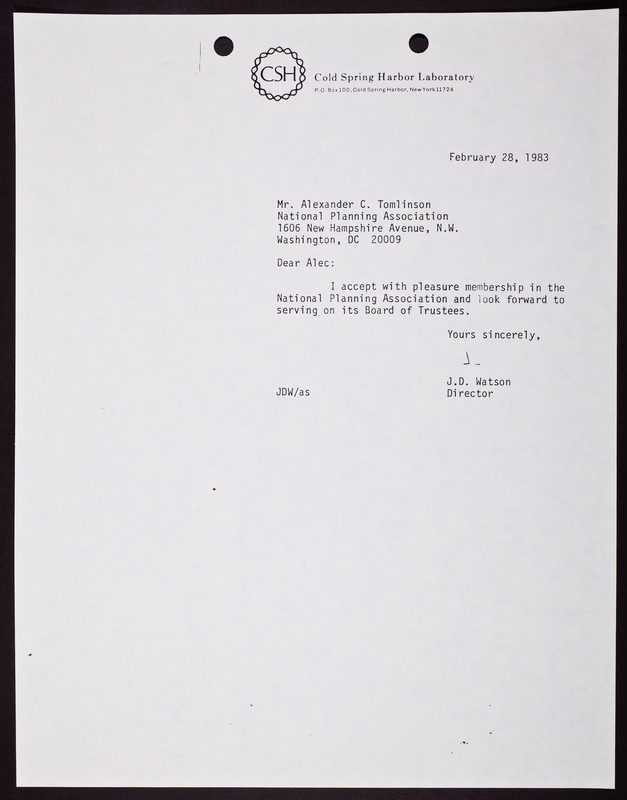 CSH
Cold Spring Harbor Laboratory
P.O. Box 100, Cold Spring Harbor, New York 11724
February 28, 1983
Mr. Alexander C. Tomlinson
National Planning Association
1606 New Hampshire Avenue, N.W.
Washington, DC 20009
Dear Alec:
I accept with pleasure membership in the
National Planning Association and look forward to
serving on its Board of Trustees.
Yours sincerely,
J.D. Watson
JDW/as Director